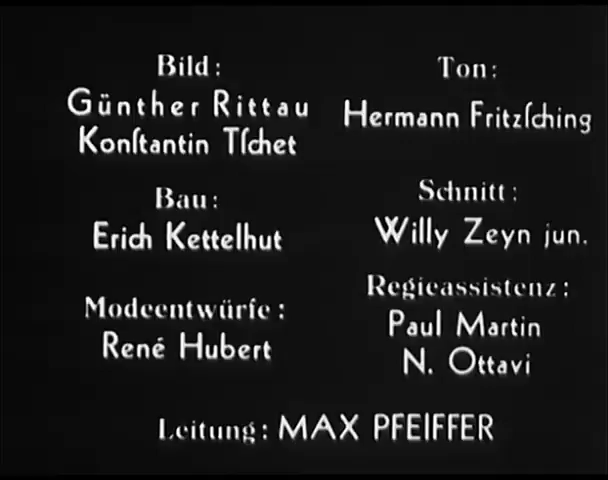 Bild:
Günther Rittau
Konſtantin Tſchet
Ton:
Hermann Fritzſching
Bau:
Erich Kettelhut
Schnitt:
Willy Zeyn jun.
Modeentwürfe:
René Hubert
Regieassistenz:
Paul Martin
N. Ottavi
Leitung: MAX PFEIFFER